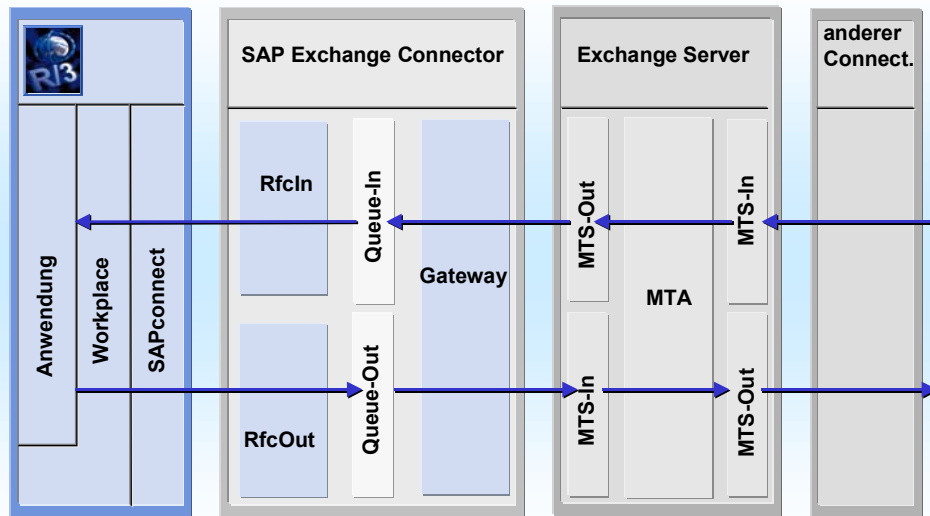 R/3
SAP Exchange Connector
Exchange Server
anderer
Connect.
Anwendung
Workplace
SAPconnect
RfcIn
Queue-In
Gateway
RfcOut
Queue-Out
MTS-Out
MTA
MTS-In
MTS-In
MTS-Out